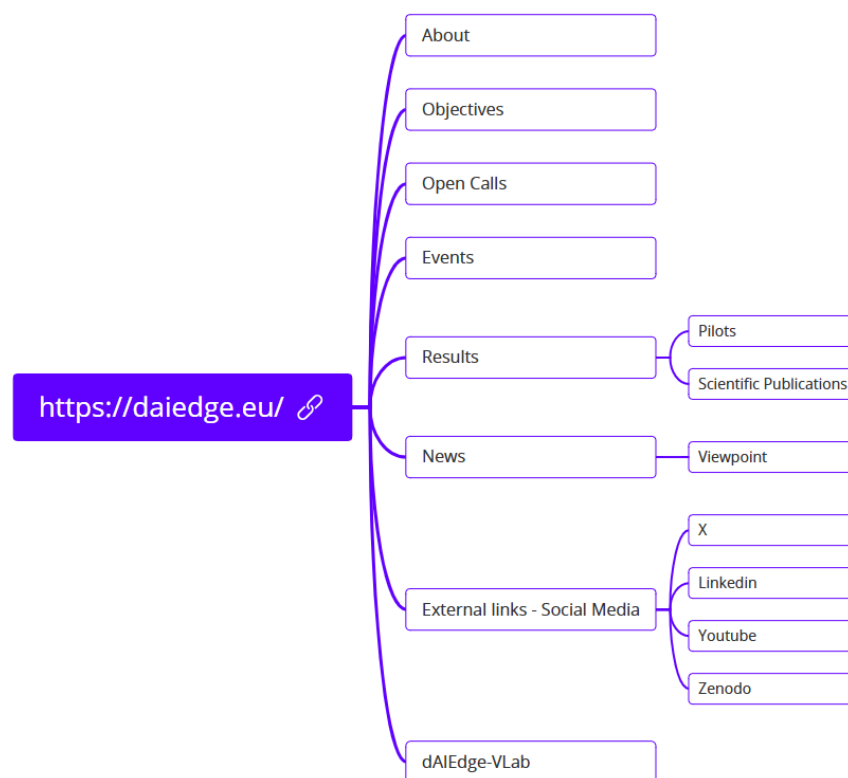 About
Objectives
Open Calls
Events
Results
Pilots
Scientific Publications
https://daiedge.eu/
News
Viewpoint
External links - Social Media
X
Linkedin
Youtube
Zenodo
dAIEdge-VLab